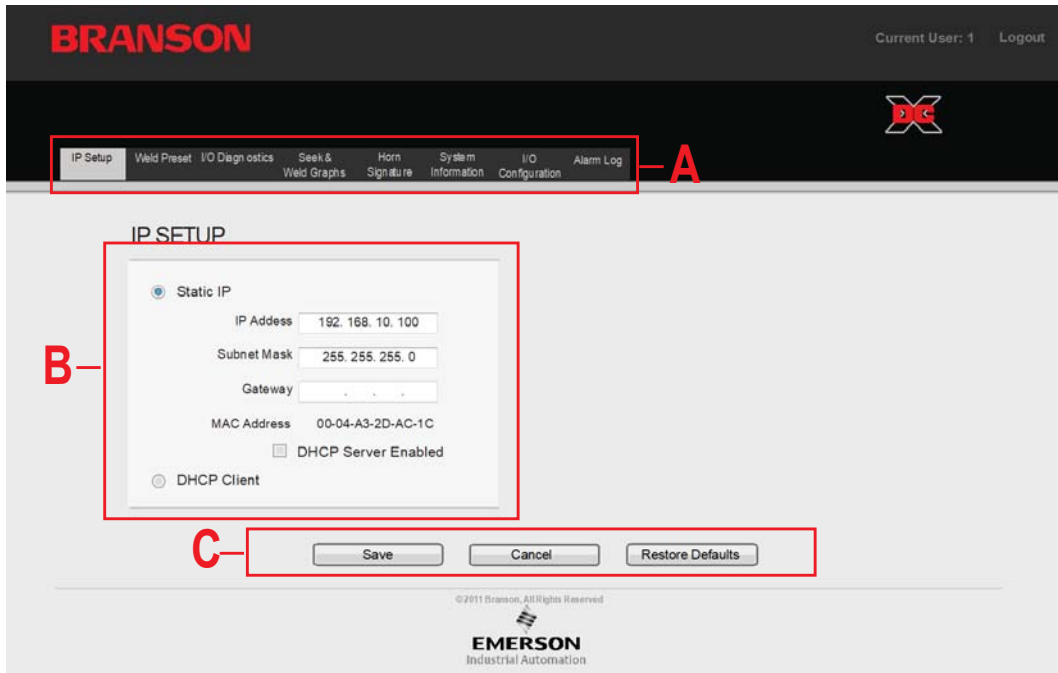 BRANSON
Current User: 1 Logout
DC
IP Setup Weld Preset I/O Diagnostics Seek & Weld Graphs Horn Signature System Information I/O Configuration Alarm Log
A
IP SETUP
B
Static IP
IP Addess 192. 168. 10. 100
Subnet Mask 255. 255. 255. 0
Gateway . . .
MAC Address 00-04-A3-2D-AC-1C
DHCP Server Enabled
DHCP Client
C
Save Cancel Restore Defaults
©2011 Branson, All Rights Reserved
EMERSON
Industrial Automation